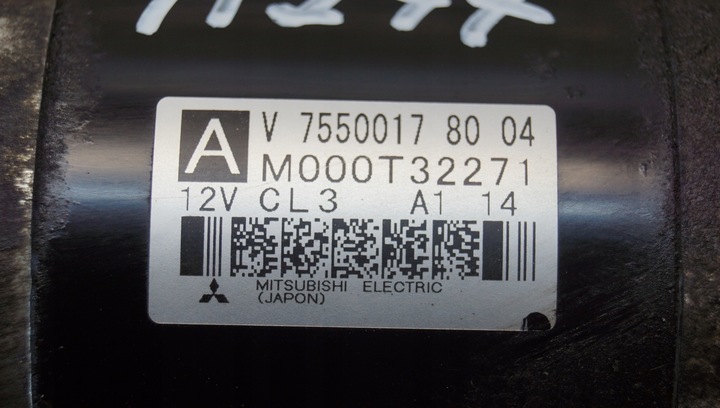 A
V 7550017 80 04
M000T32271
12V CL3 A1 14
MITSUBISHI ELECTRIC
(JAPON)